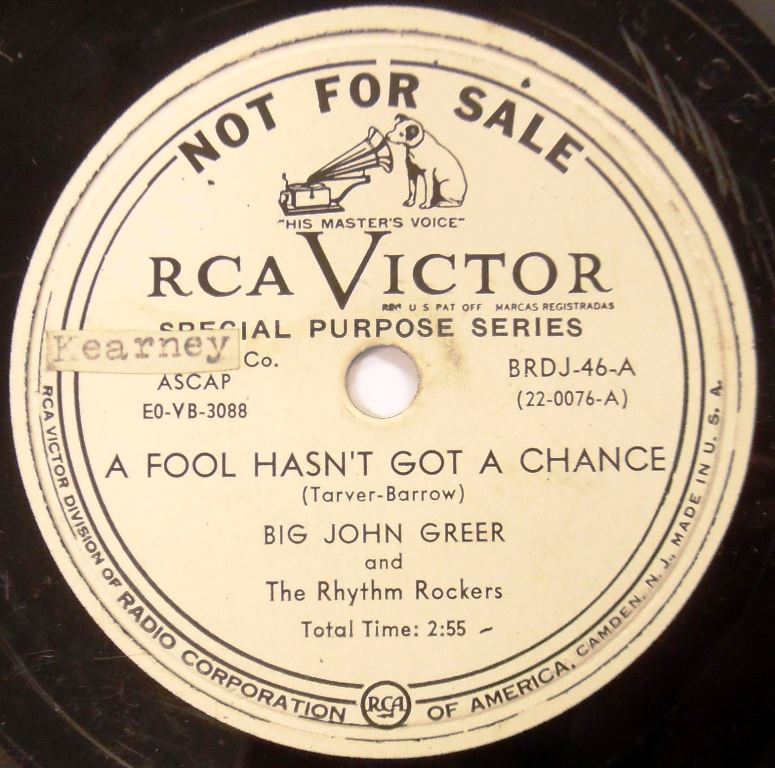 NOT FOR SALE
"HIS MASTER'S VOICE"
RCA VICTOR
REG U S PAT OFF MARCAS REGISTRADAS
SPECIAL PURPOSE SERIES
Kearney
Co.
ASCAP
E0-VB-3088
BRDJ-46-A
(22-0076-A)
A FOOL HASN'T GOT A CHANCE
(Tarver-Barrow)
BIG JOHN GREER
and
The Rhythm Rockers
Total Time: 2:55
RCA VICTOR DIVISION OF RADIO CORPORATION OF AMERICA, CAMDEN, N. J., MADE IN U. S. A.
RCA